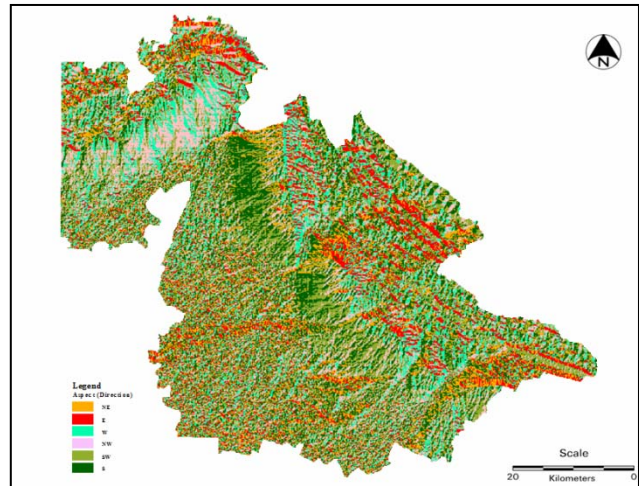 N
Legend
Aspect (Direction)
NE
E
W
NW
SW
S
Scale
20 0
Kilometers